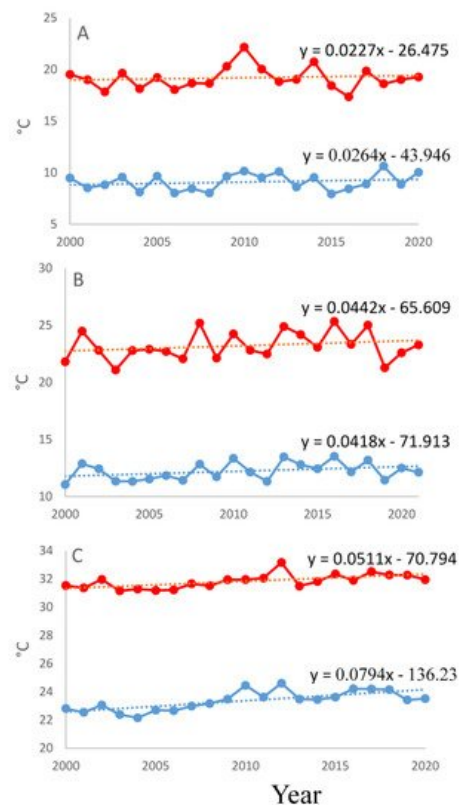 25
A
y = 0.0227x - 26.475
20
°C
15
y = 0.0264x - 43.946
10
5
2000 2005 2010 2015 2020
30
B
y = 0.0442x - 65.609
25
20
°C
15
y = 0.0418x - 71.913
10
2000 2005 2010 2015 2020
34
C
y = 0.0511x - 70.794
32
30
28
°C
26
y = 0.0794x - 136.23
24
22
20
2000 2005 2010 2015 2020
Year